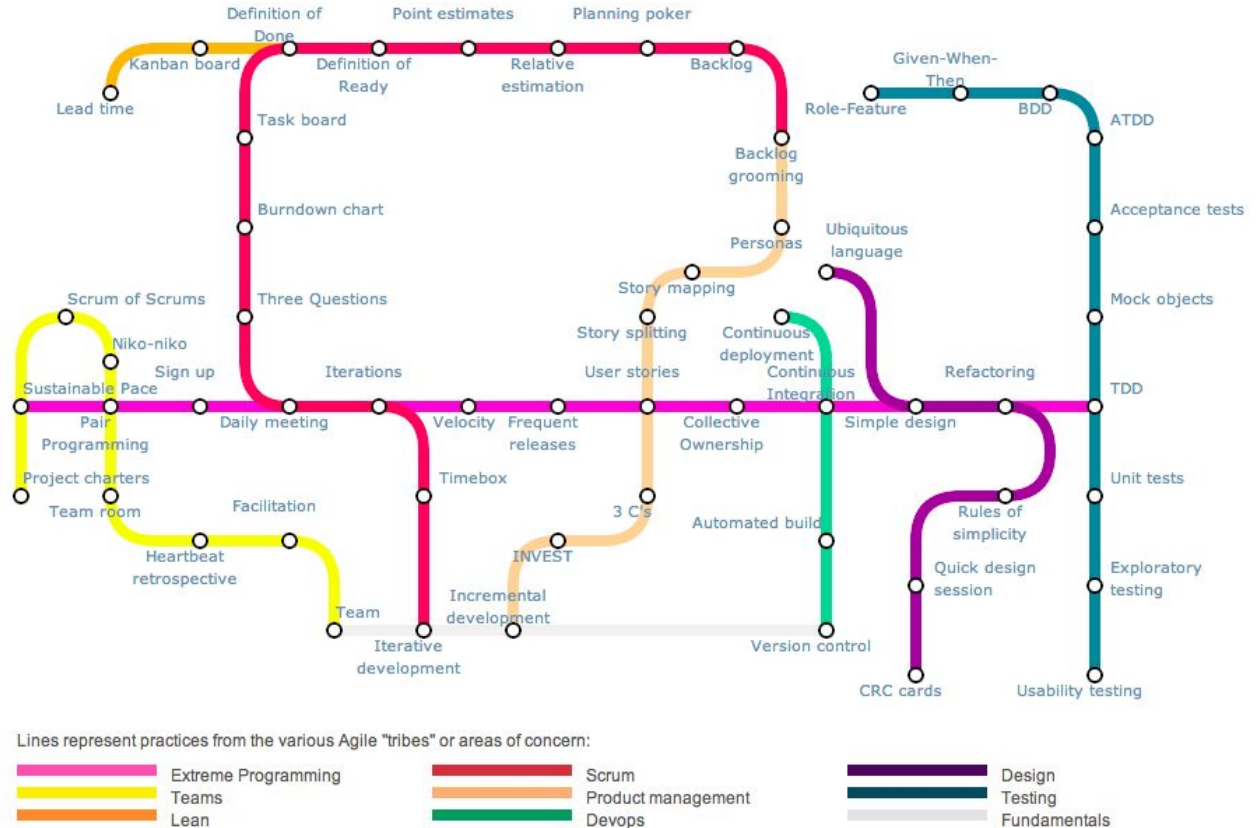 Definition of
Done
Point estimates
Planning poker
Kanban board
Definition of
Ready
Relative
estimation
Backlog
Given-When-
Then
Lead time
Role-Feature
BDD
ATDD
Task board
Backlog
grooming
Burndown chart
Acceptance tests
Personas
Ubiquitous
language
Story mapping
Scrum of Scrums
Three Questions
Mock objects
Story splitting
Continuous
deployment
Niko-niko
Sign up
Iterations
User stories
Continuous
Integration
Refactoring
Sustainable Pace
TDD
Pair
Programming
Daily meeting
Velocity
Frequent
releases
Collective
Ownership
Simple design
Project charters
Timebox
Unit tests
Team room
Facilitation
3 C's
Automated build
Rules of
simplicity
Heartbeat
retrospective
INVEST
Quick design
session
Exploratory
testing
Incremental
development
Team
Iterative
development
Version control
CRC cards
Usability testing
Lines represent practices from the various Agile "tribes" or areas of concern:
Extreme Programming
Scrum
Design
Teams
Product management
Testing
Lean
Devops
Fundamentals